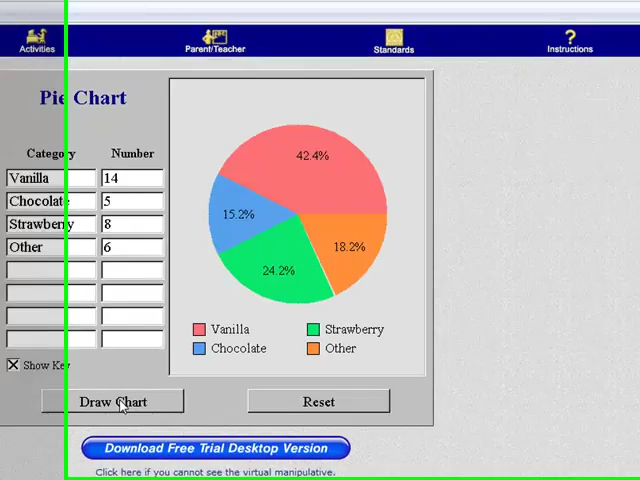 Activities
Parent/Teacher
Standards
?
Instructions
Pie Chart
Category
Number
Vanilla 14
Chocolate 5
Strawberry 8
Other 6
42.4%
15.2%
24.2%
18.2%
Vanilla
Strawberry
Chocolate
Other
Show Key
Draw Chart
Reset
Download Free Trial Desktop Version
Click here if you cannot see the virtual manipulative.